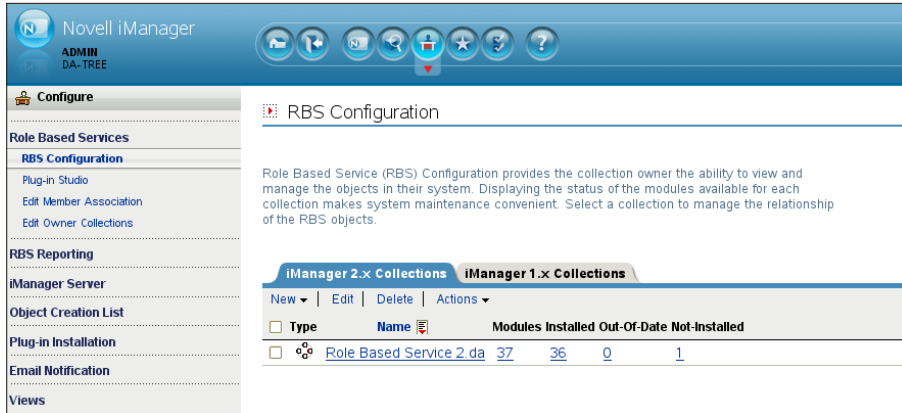 Novell iManager
ADMIN
DA-TREE
Configure
Role Based Services
RBS Configuration
Plug-in Studio
Edit Member Association
Edit Owner Collections
RBS Reporting
iManager Server
Object Creation List
Plug-in Installation
Email Notification
Views
RBS Configuration
Role Based Service (RBS) Configuration provides the collection owner the ability to view and
manage the objects in their system. Displaying the status of the modules available for each
collection makes system maintenance convenient. Select a collection to manage the relationship
of the RBS objects.
iManager 2.x Collections iManager 1.x Collections
New Edit Delete Actions
Type Name Modules Installed Out-Of-Date Not-Installed
Role Based Service 2.da 37 36 0 1